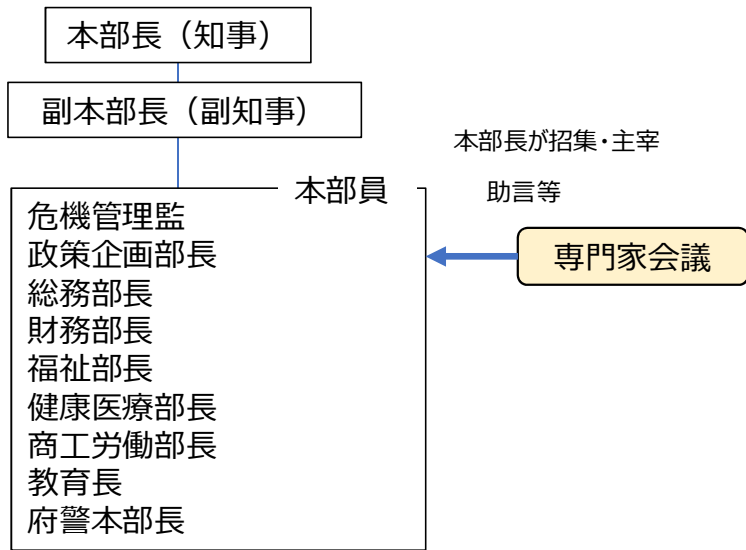 本部長（知事）
副本部長（副知事）
本部長が招集・主宰
本部員
助言等
危機管理監
政策企画部長
専門家会議
総務部長
財務部長
福祉部長
健康医療部長
商工労働部長
教育長
府警本部長